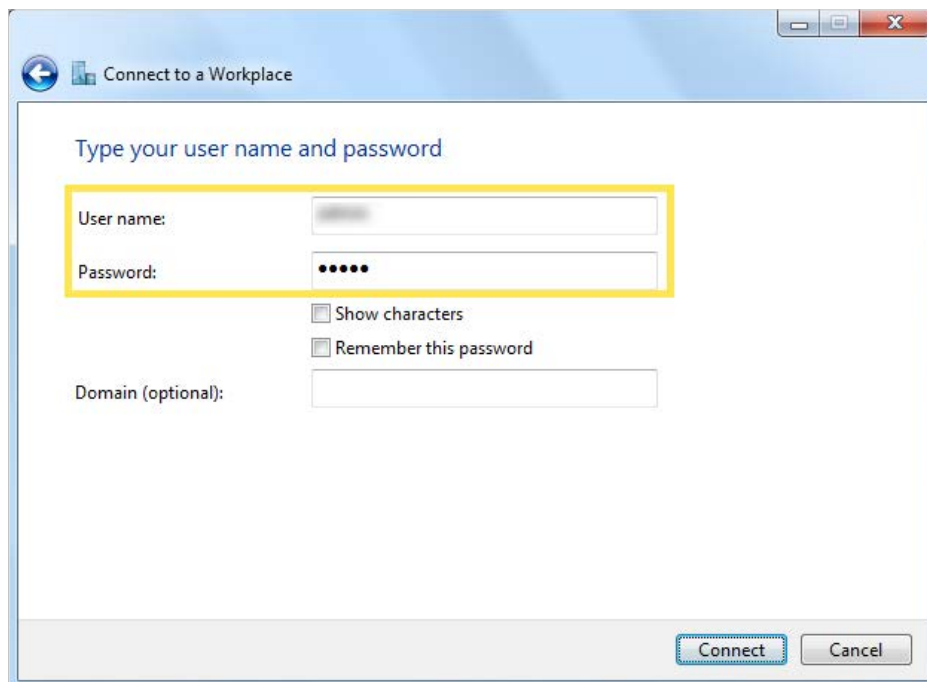 Connect to a Workplace
Type your user name and password
User name:
Password: •••••
Show characters
Remember this password
Domain (optional):
Connect Cancel